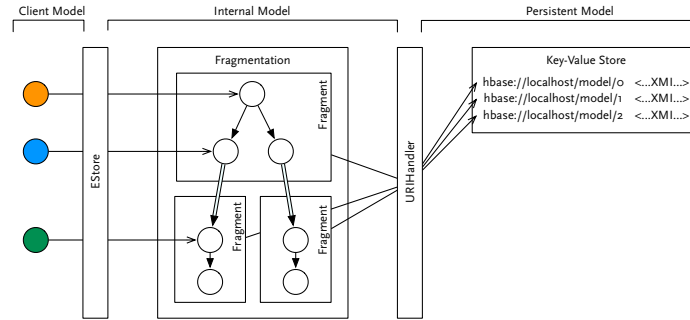 Client Model
Internal Model
Persistent Model
Fragmentation
Key-Value Store
Fragment
hbase://localhost/model/0 <...XMI...>
hbase://localhost/model/1 <...XMI...>
hbase://localhost/model/2 <...XMI...>
EStore
URIHandler
Fragment
Fragment